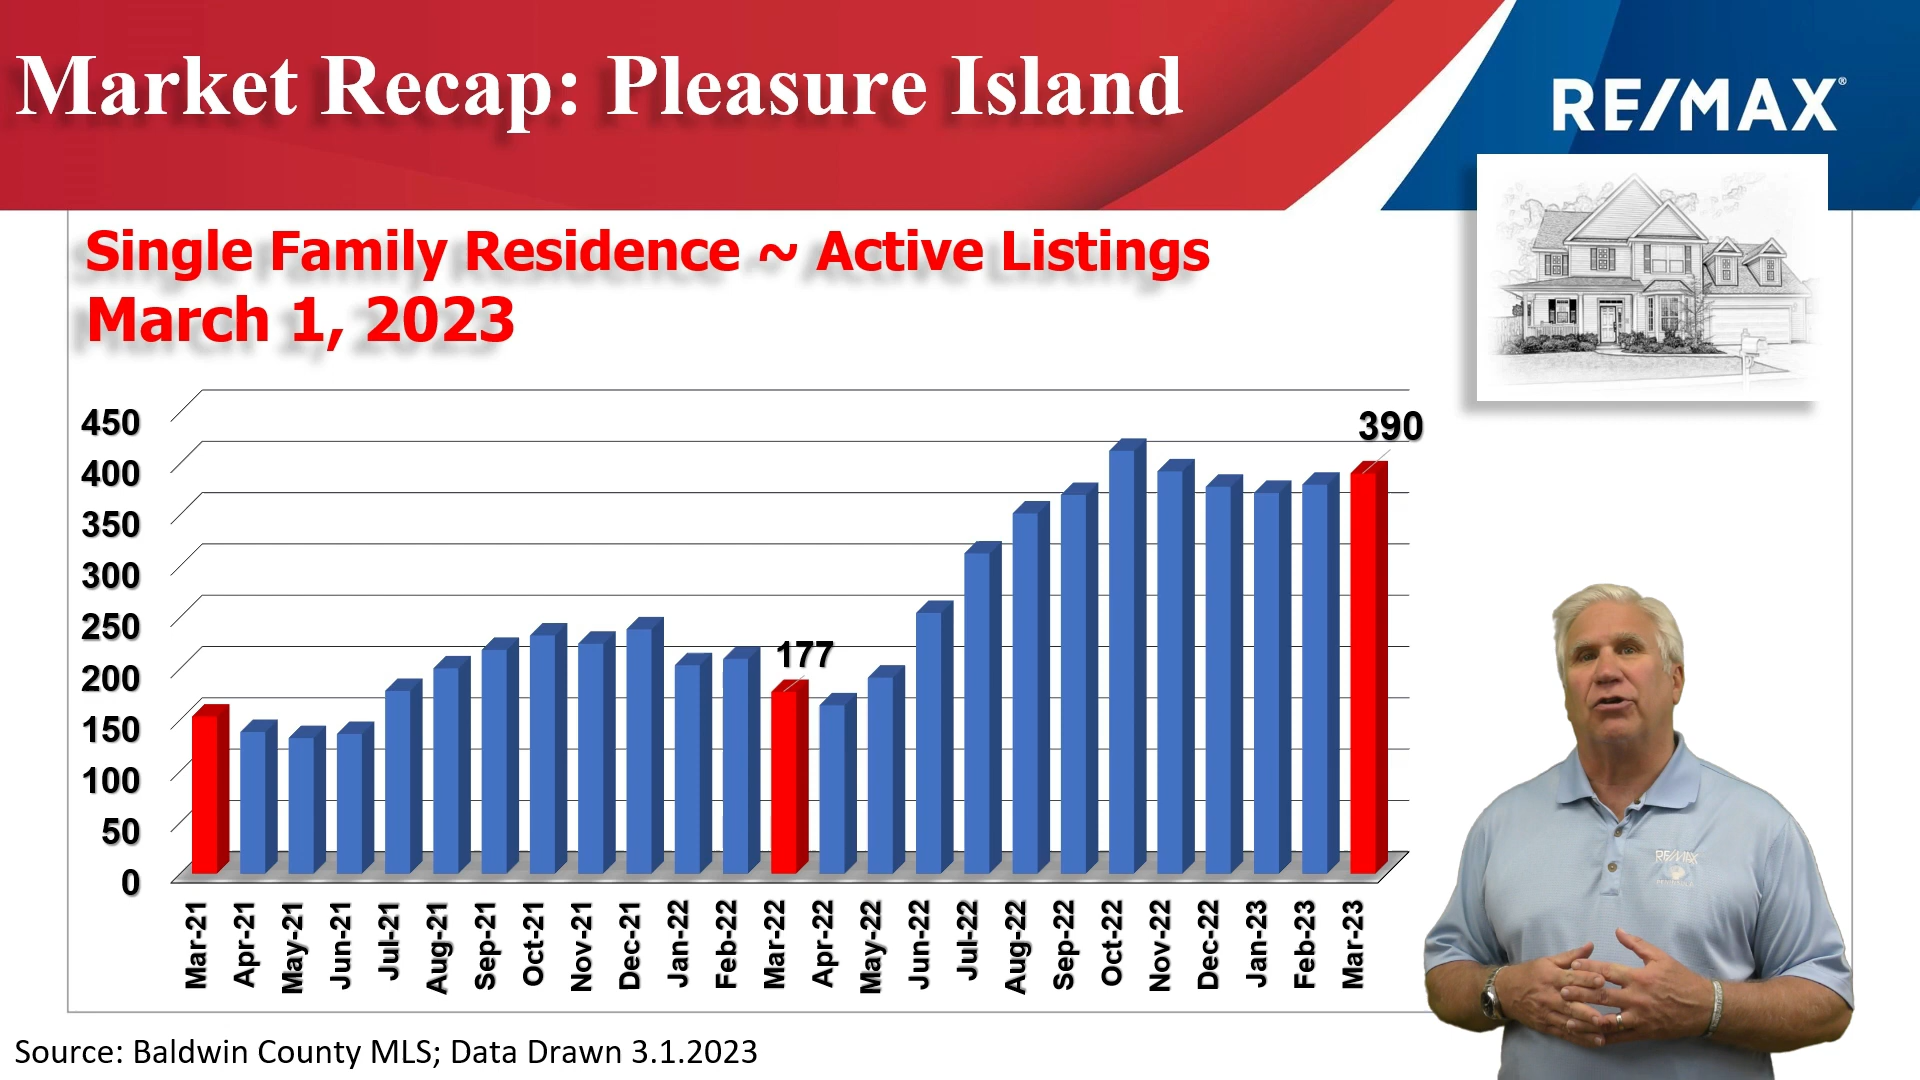 Market Recap: Pleasure Island
RE/MAX®
Single Family Residence ~ Active Listings
March 1, 2023
450
400
350
300
250
200
150
100
50
0
177
390
Mar-21
Apr-21
May-21
Jun-21
Jul-21
Aug-21
Sep-21
Oct-21
Nov-21
Dec-21
Jan-22
Feb-22
Mar-22
Apr-22
May-22
Jun-22
Jul-22
Aug-22
Sep-22
Oct-22
Nov-22
Dec-22
Jan-23
Feb-23
Mar-23
RE/MAX
Source: Baldwin County MLS; Data Drawn 3.1.2023